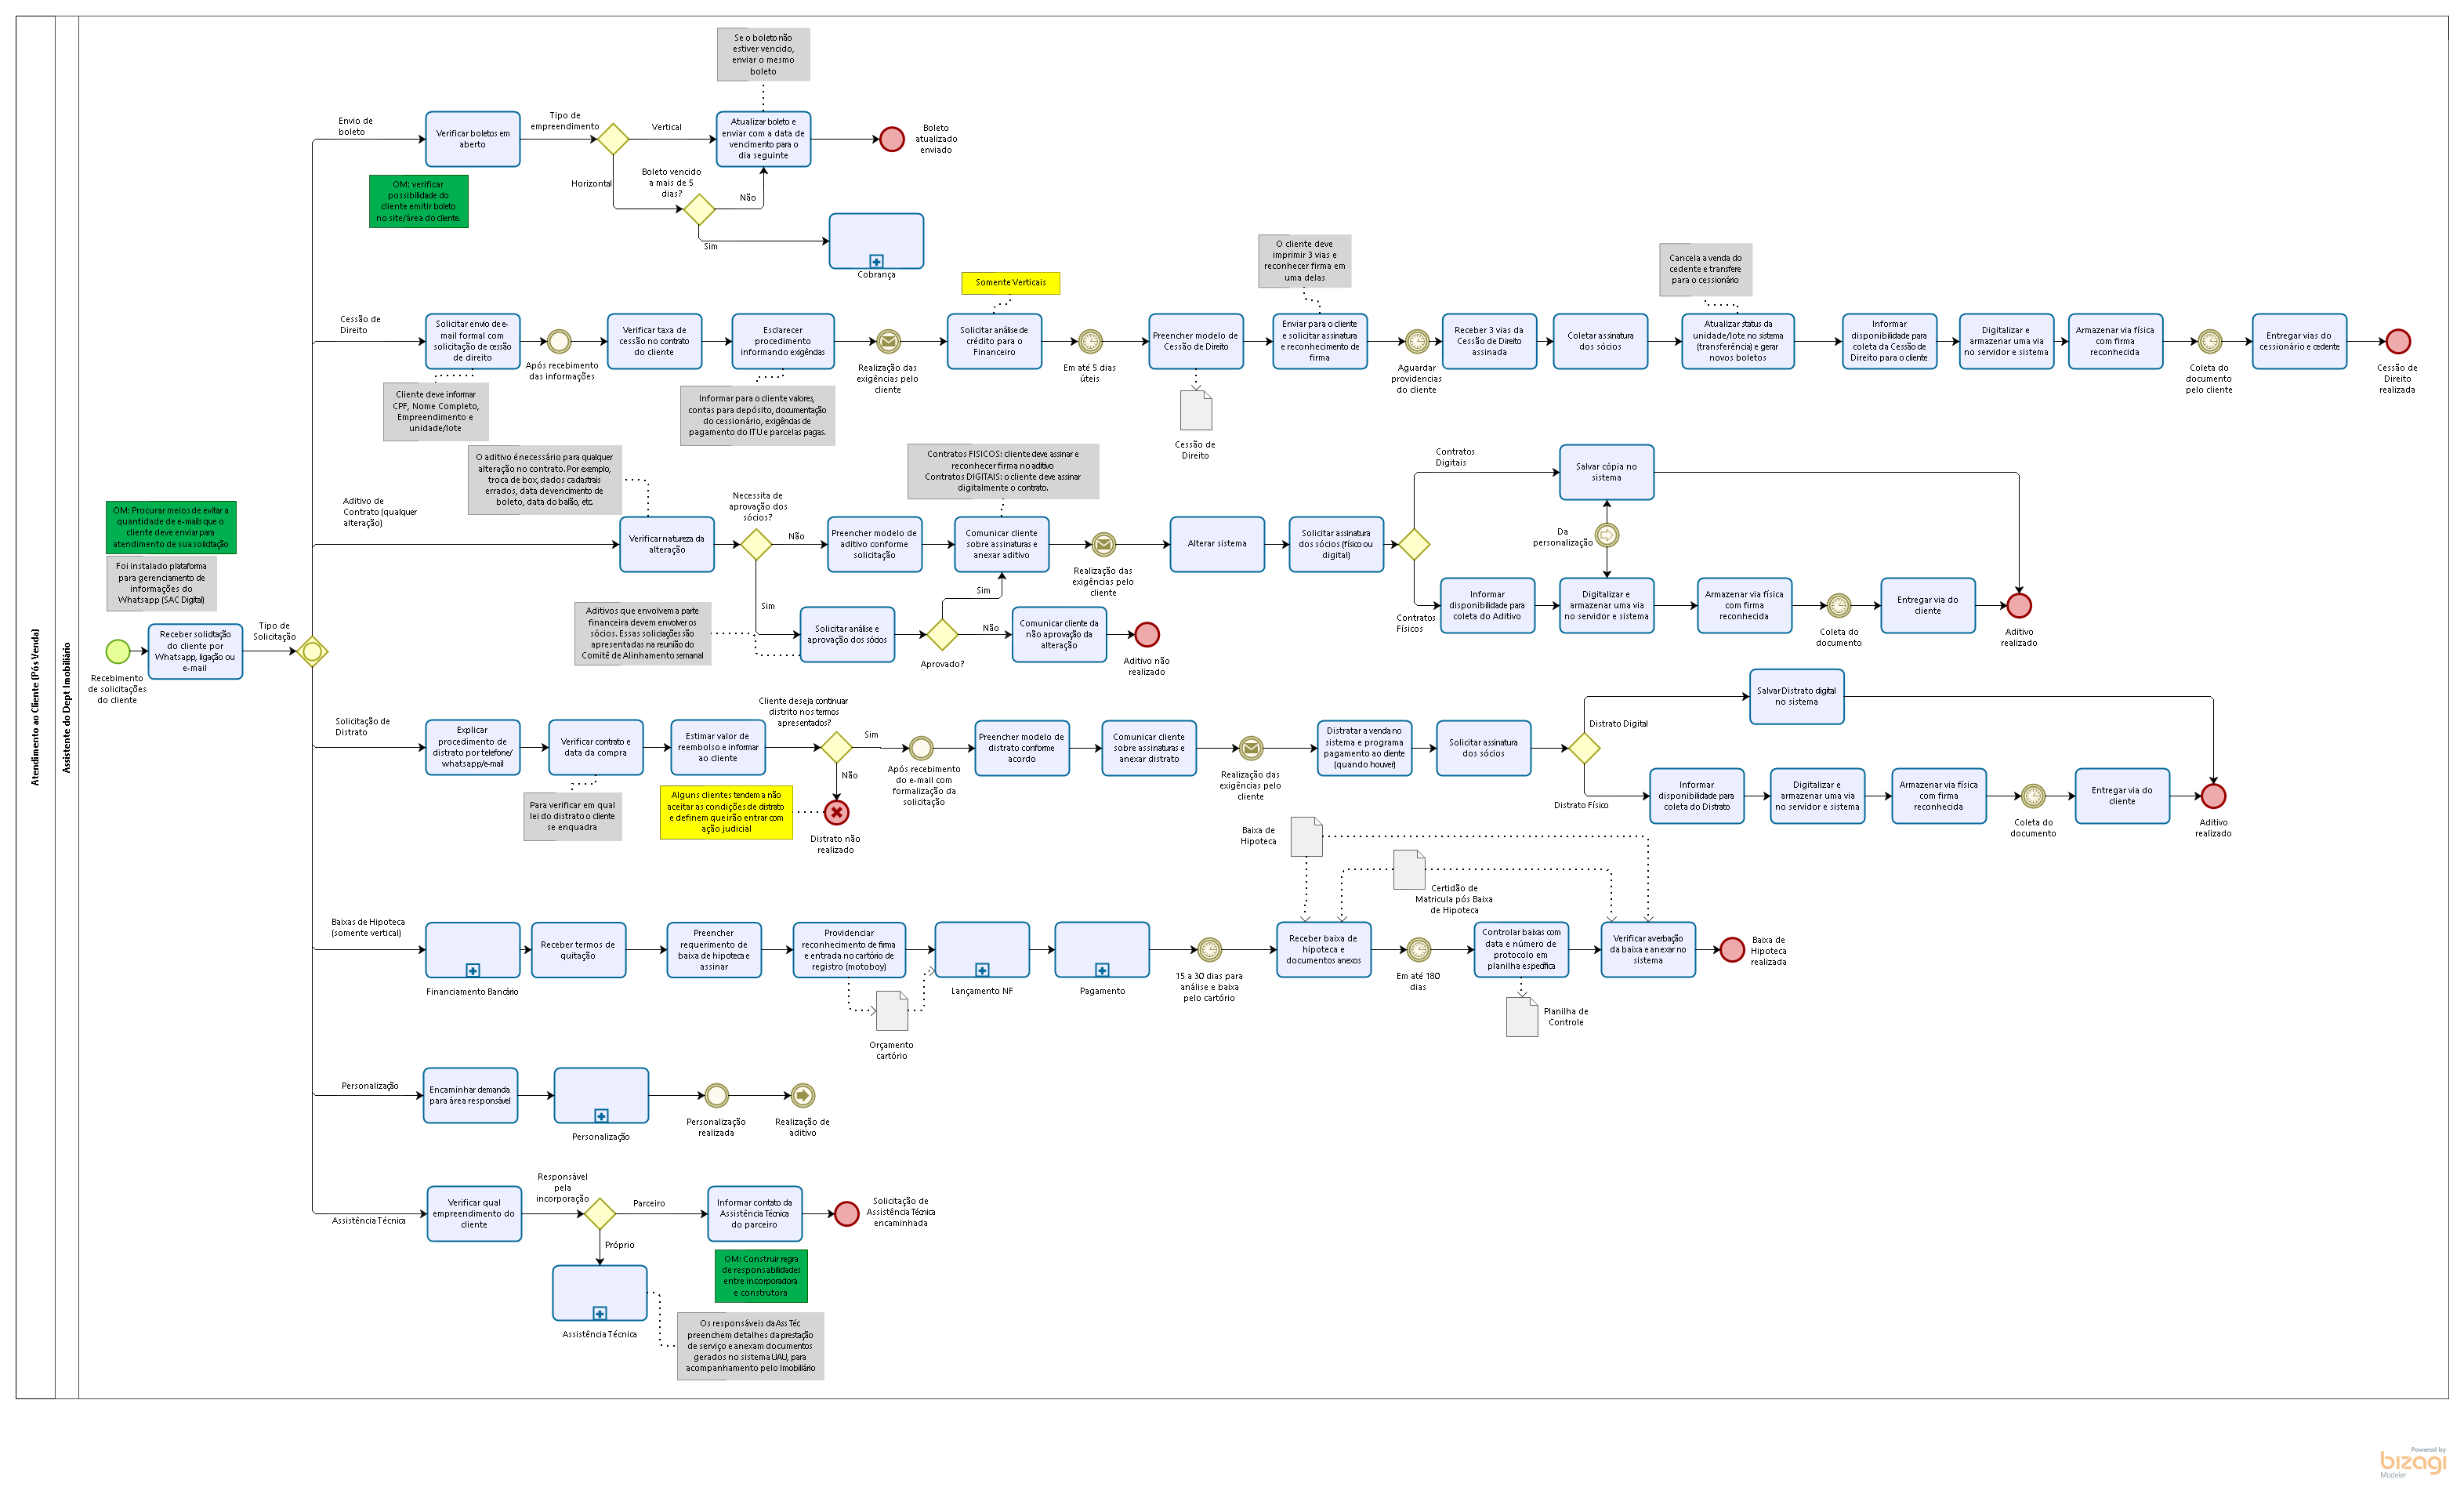 Atendimento ao Cliente (Pós Venda)
Assistente do Dept Imobiliário
Se o boleto não
estiver vencido,
enviar o mesmo
boleto
Envio de
boleto
Verificar boletos em
aberto
Tipo de
empreendimento
Vertical
Atualizar boleto e
enviar com a data de
vencimento para o
dia seguinte
Boleto
atualizado
enviado
OM: verificar
possibilidade do
cliente emitir boleto
no site/área do cliente.
Horizontal
Boleto vencido
a mais de 5
dias?
Não
Sim
Cobrança
Somente Verticais
O cliente deve
imprimir 3 vias e
reconhecer firma em
uma delas
Cancela a venda do
cedente e transfere
para o cessionário
Cessão de
Direito
Solicitar envio de e-
mail formal com
solicitação de cessão
de direito
Após recebimento
das informações
Verificar taxa de
cessão no contrato
do cliente
Esclarecer
procedimento
informando exigências
Realização das
exigências pelo
cliente
Solicitar análise de
crédito para o
Financeiro
Em até 5 dias
úteis
Preencher modelo de
Cessão de Direito
Enviar para o cliente
e solicitar assinatura
e reconhecimento de
firma
Aguardar
providencias
do cliente
Receber 3 vias da
Cessão de Direito
assinada
Coletar assinatura
dos sócios
Atualizar status da
unidade/lote no sistema
(transferência) e gerar
novos boletos
Informar
disponibilidade para
coleta da Cessão de
Direito para o cliente
Digitalizar e
armazenar uma via
no servidor e sistema
Armazenar via física
com firma
reconhecida
Coleta do
documento
pelo cliente
Entregar vias do
cessionário e cedente
Cessão de
Direito
realizada
Cliente deve informar
CPF, Nome Completo,
Empreendimento e
unidade/lote
Informar para o cliente valores,
contas para depósito, documentação
do cessionário, exigências de
pagamento do ITU e parcelas pagas.
Cessão de
Direito
O aditivo é necessário para qualquer
alteração no contrato. Por exemplo,
troca de box, dados cadastrais
errados, data devencimento de
boleto, data do balão, etc.
Contratos FISICOS: cliente deve assinar e
reconhecer firma no aditivo
Contratos DIGITAIS: o cliente deve assinar
digitalmente o contrato.
Aditivo de
Contrato (qualquer
alteração)
Verificar natureza da
alteração
Necessita de
aprovação dos
sócios?
Não
Preencher modelo de
aditivo conforme
solicitação
Comunicar cliente
sobre assinaturas e
anexar aditivo
Realização das
exigências pelo
cliente
Alterar sistema
Solicitar assinatura
dos sócios (físico ou
digital)
Contratos
Digitais
Salvar cópia no
sistema
Da
personalização
Contratos
Físicos
Informar
disponibilidade para
coleta do Aditivo
Digitalizar e
armazenar uma via
no servidor e sistema
Armazenar via física
com firma
reconhecida
Coleta do
documento
Entregar via do
cliente
Aditivo
realizado
Sim
Aditivos que envolvem a parte
financeira devem envolver os
sócios. Essas soliciações são
apresentadas na reunião do
Comitê de Alinhamento semanal
Solicitar análise e
aprovação dos sócios
Aprovado?
Sim
Não
Comunicar cliente da
não aprovação da
alteração
Aditivo não
realizado
OM: Procurar meios de evitar a
quantidade de e-mails que o
cliente deve enviar para
atendimento de sua solicitação
Foi instalado plataforma
para gerenciamento de
informações do
Whatsapp (SAC Digital)
Recebimento
de solicitações
do cliente
Receber solicitação
do cliente por
Whatsapp, ligação ou
e-mail
Tipo de
Solicitação
Solicitação de
Distrato
Explicar
procedimento de
distrato por telefone/
whatsapp/e-mail
Verificar contrato e
data da compra
Estimar valor de
reembolso e informar
ao cliente
Cliente deseja continuar
distrito nos termos
apresentados?
Sim
Não
Após recebimento
do e-mail com
formalização da
solicitação
Preencher modelo de
distrato conforme
acordo
Comunicar cliente
sobre assinaturas e
anexar distrato
Realização das
exigências pelo
cliente
Distratar a venda no
sistema e programa
pagamento ao cliente
(quando houver)
Solicitar assinatura
dos sócios
Distrato Digital
Salvar Distrato digital
no sistema
Distrato Físico
Informar
disponibilidade para
coleta do Distrato
Digitalizar e
armazenar uma via
no servidor e sistema
Armazenar via física
com firma
reconhecida
Coleta do
documento
Entregar via do
cliente
Aditivo
realizado
Para verificar em qual
lei do distrato o cliente
se enquadra
Alguns clientes tendem a não
aceitar as condições de distrato
e definem que irão entrar com
ação judicial
Distrato não
realizado
Baixa de
Hipoteca
Certidão de
Matricula pós Baixa
de Hipoteca
Baixas de Hipoteca
(somente vertical)
Financiamento Bancário
Receber termos de
quitação
Preencher
requerimento de
baixa de hipoteca e
assinar
Providenciar
reconhecimento de firma
e entrada no cartório de
registro (motoboy)
Orçamento
cartório
Lançamento NF
Pagamento
15 a 30 dias para
análise e baixa
pelo cartório
Receber baixa de
hipoteca e
documentos anexos
Em até 180
dias
Controlar baixas com
data e número de
protocolo em
planilha específica
Planilha de
Controle
Verificar averbação
da baixa e anexar no
sistema
Baixa de
Hipoteca
realizada
Personalização
Encaminhar demanda
para área responsável
Personalização
Personalização
realizada
Realização de
aditivo
Assistência Técnica
Verificar qual
empreendimento do
cliente
Responsável
pela
incorporação
Parceiro
Informar contato da
Assistência Técnica
do parceiro
Solicitação de
Assistência Técnica
encaminhada
Próprio
Assistência Técnica
OM: Construir regra
de responsabilidades
entre incorporadora
e construtora
Os responsáveis da Ass Téc
preenchem detalhes da prestação
de serviço e anexam documentos
gerados no sistema UAU, para
acompanhamento pelo Imobiliário
Powered by
bizagi
Modeler